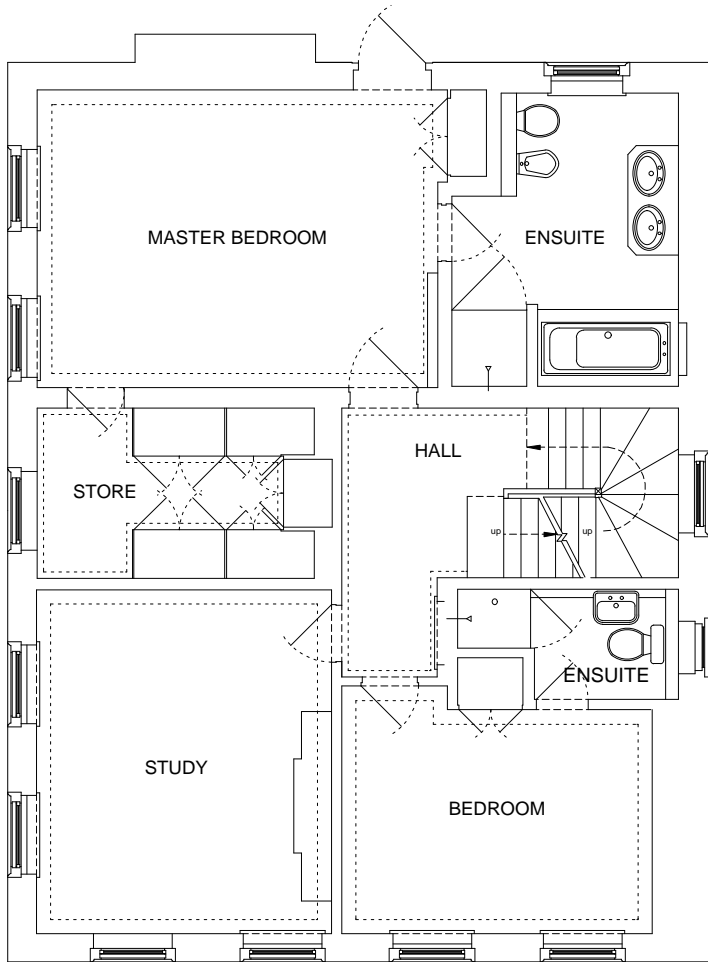 MASTER BEDROOM
ENSUITE
HALL
STORE
up
up
ENSUITE
STUDY
BEDROOM